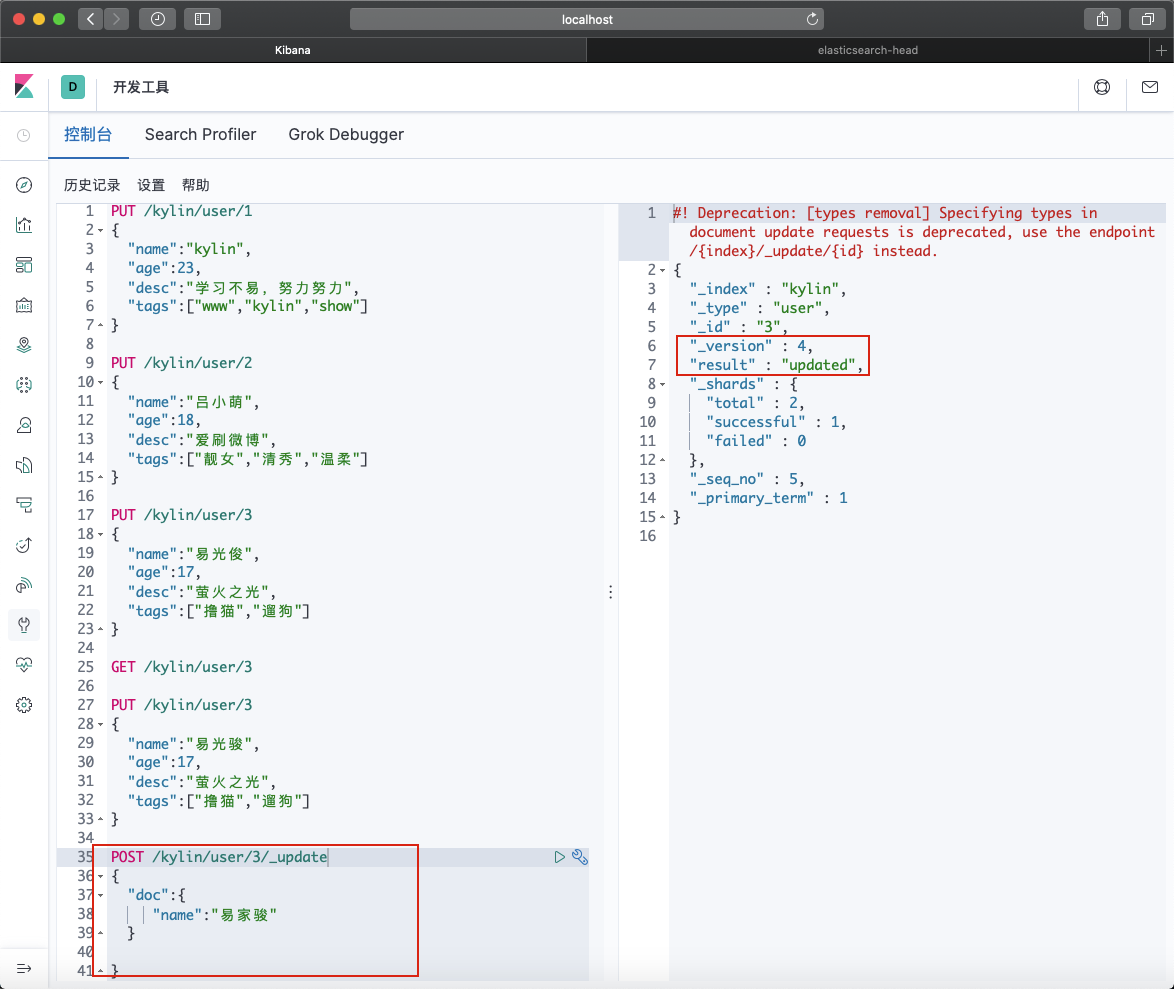 localhost
Kibana
elasticsearch-head
D
开发工具
控制台 Search Profiler Grok Debugger
历史记录 设置 帮助
1 PUT /kylin/user/1
2 {
3 "name":"kylin",
4 "age":23,
5 "desc":"学习不易，努力努力",
6 "tags":["www","kylin","show"]
7 }
8
9 PUT /kylin/user/2
10 {
11 "name":"吕小萌",
12 "age":18,
13 "desc":"爱刷微博",
14 "tags":["靓女","清秀","温柔"]
15 }
16
17 PUT /kylin/user/3
18 {
19 "name":"易光俊",
20 "age":17,
21 "desc":"萤火之光",
22 "tags":["撸猫","遛狗"]
23 }
24
25 GET /kylin/user/3
26
27 PUT /kylin/user/3
28 {
29 "name":"易光骏",
30 "age":17,
31 "desc":"萤火之光",
32 "tags":["撸猫","遛狗"]
33 }
34
35 POST /kylin/user/3/_update
36 {
37 "doc":{
38 "name":"易家骏"
39 }
40
41 }
1 #! Deprecation: [types removal] Specifying types in
document update requests is deprecated, use the endpoint
/{index}/_update/{id} instead.
2 {
3 "_index" : "kylin",
4 "_type" : "user",
5 "_id" : "3",
6 "_version" : 4,
7 "result" : "updated",
8 "_shards" : {
9 "total" : 2,
10 "successful" : 1,
11 "failed" : 0
12 },
13 "_seq_no" : 5,
14 "_primary_term" : 1
15 }
16